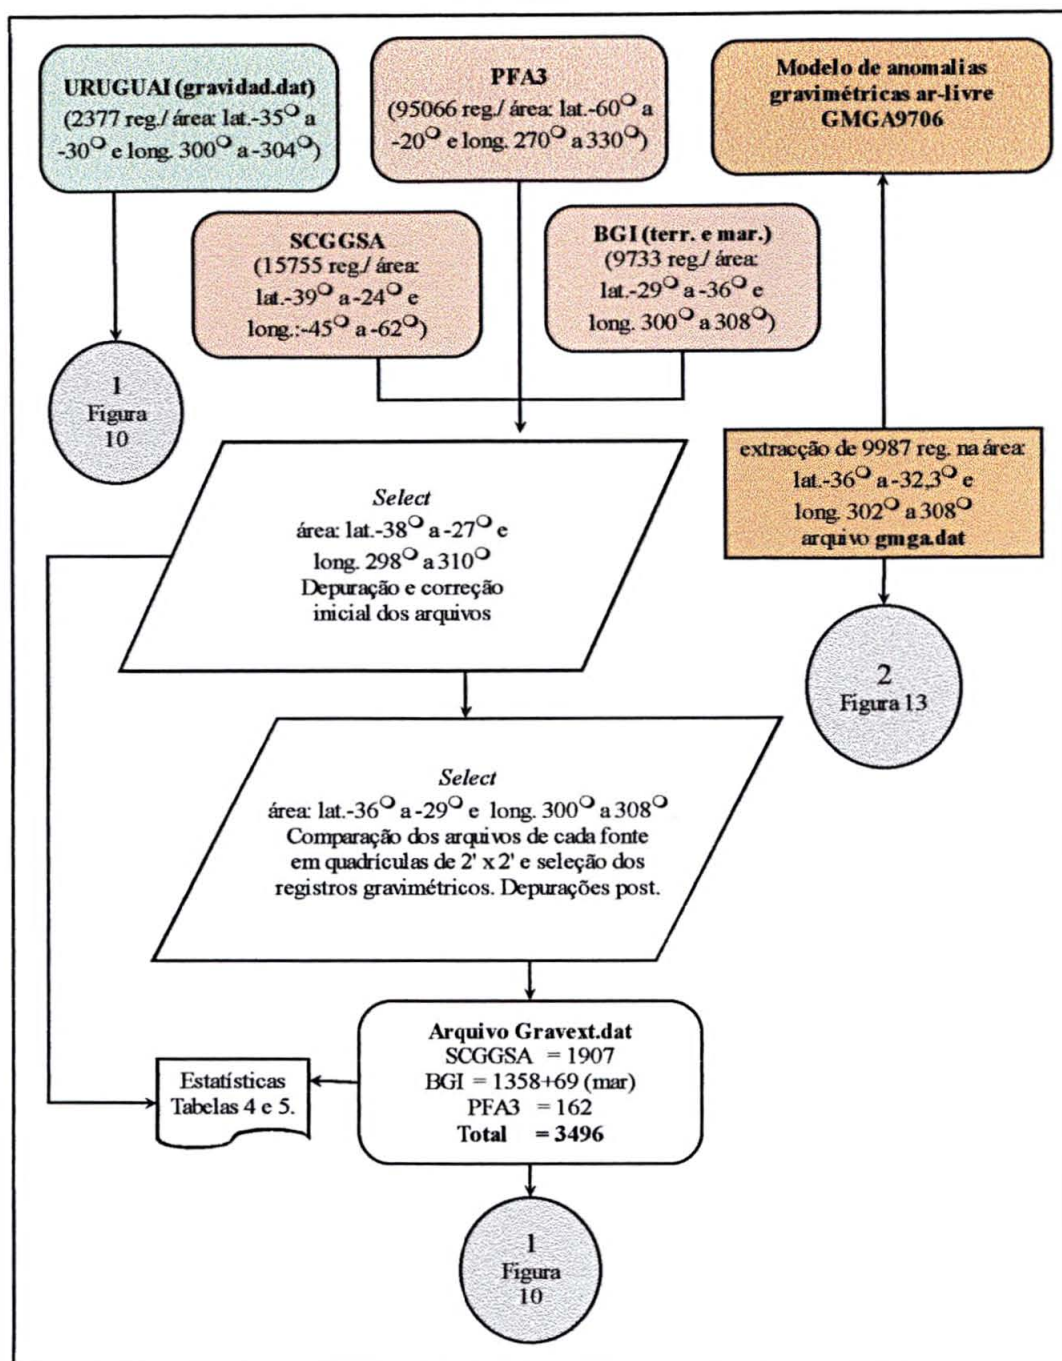 URUGUAI (gravidad.dat)
(2377 reg./ área: lat.-35° a
-30° e long. 300° a -304°)
PFA3
(95066 reg./ área: lat.-60° a
-20° e long. 270° a 330°)
Modelo de anomalias
gravimétricas ar-livre
GMGA9706
SCGGSA
(15755 reg./ área:
lat.-39° a -24° e
long.:-45° a -62°)
BGI (terr. e mar.)
(9733 reg./ área:
lat.-29° a -36° e
long. 300° a 308°)
1
Figura
10
extracção de 9987 reg. na área:
lat.-36° a -32,3° e
long. 302° a 308°
arquivo gmga.dat
Select
área: lat.-38° a -27° e
long. 298° a 310°
Depuração e correção
inicial dos arquivos
2
Figura 13
Select
área: lat.-36° a -29° e long. 300° a 308°
Comparação dos arquivos de cada fonte
em quadrículas de 2' x 2' e seleção dos
registros gravimétricos. Depurações post.
Arquivo Gravext.dat
SCGGSA = 1907
BGI = 1358+69 (mar)
PFA3 = 162
Total = 3496
Estatísticas
Tabelas 4 e 5.
1
Figura
10